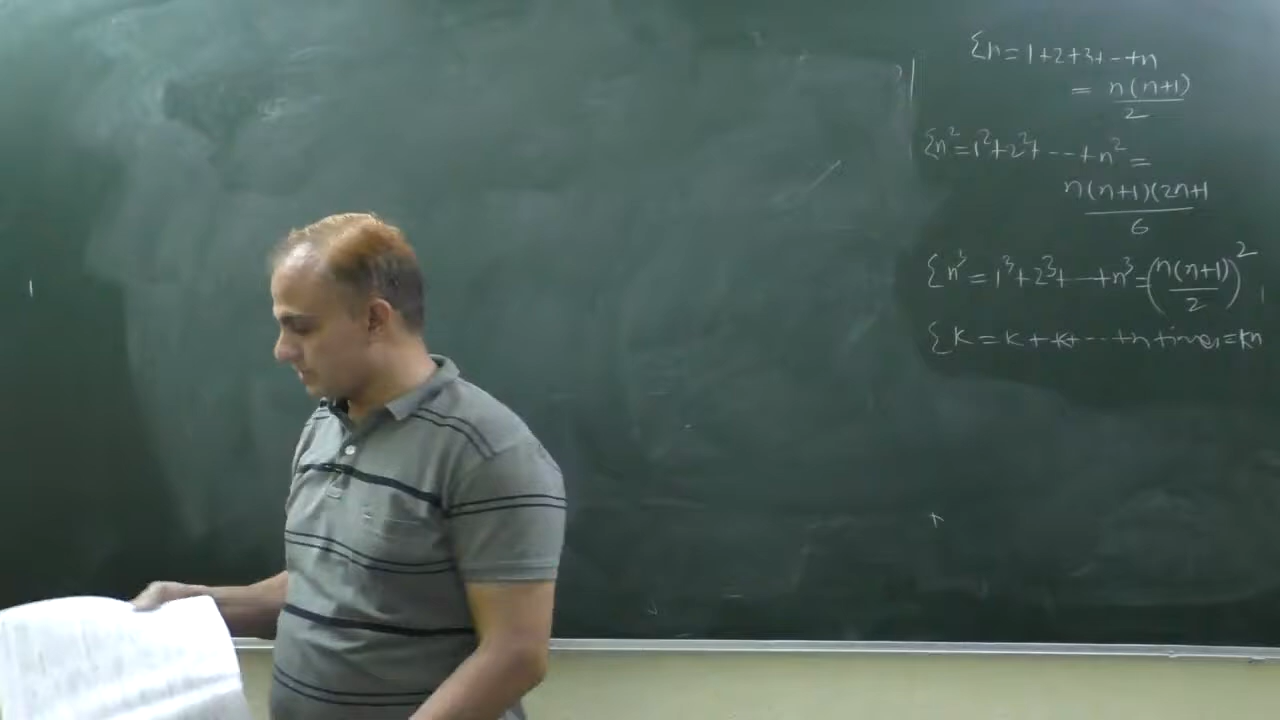 Σn = 1+2+3+---+n
= n(n+1)/2
Σn² = 1²+2²+---+n² =
n(n+1)(2n+1/6
Σn³ = 1³+2³+---+n³ = (n(n+1)/2)²
Σk = k+k+---+n times = kn